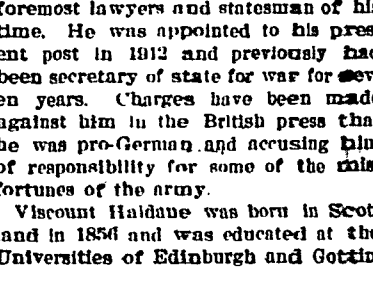 foremost lawyers and statesman of his
time. He was appointed to his pres
ent post in 1912 and previously had
been secretary of state for war for sev
en years. Charges have been made
against him in the British press tha
he was pro-German and accusing him
of responsibility for some of the mis
fortunes of the army.
Viscount Haldane was born in Scot
land in 1856 and was educated at the
Universities of Edinburgh and Gottin